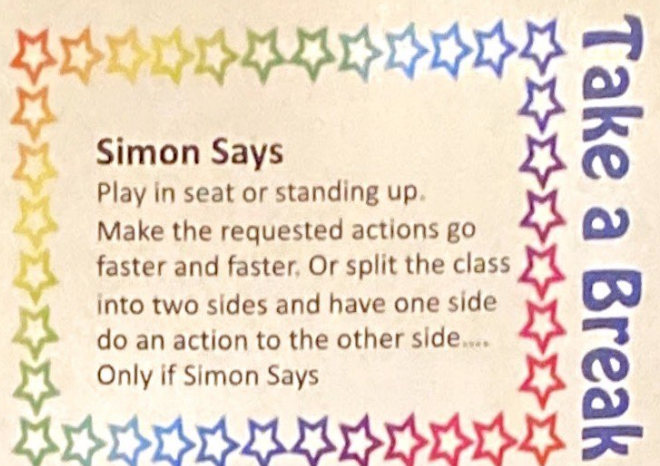 Simon Says
Play in seat or standing up.
Make the requested actions go
faster and faster. Or split the class
into two sides and have one side
do an action to the other side....
Only if Simon Says
Take a Break